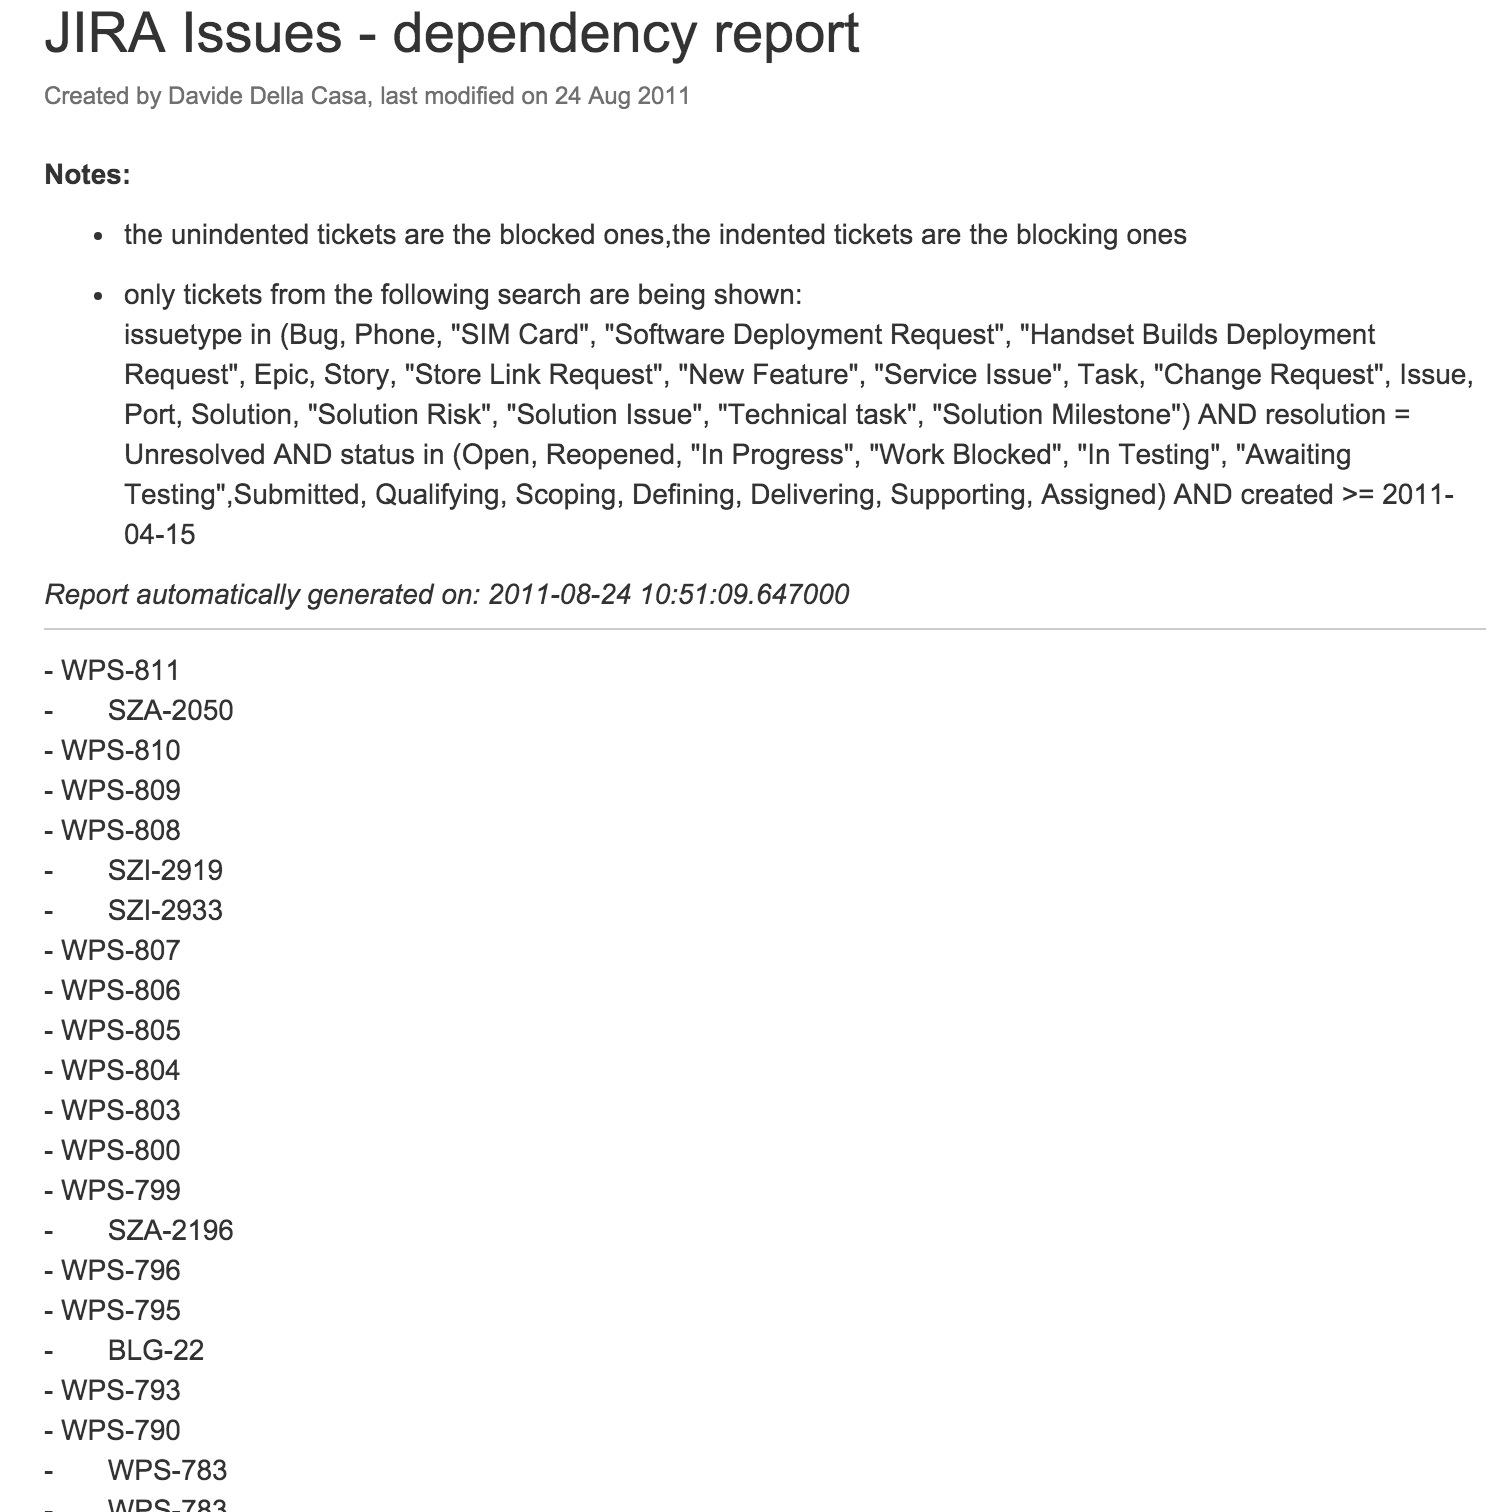 JIRA Issues - dependency report
Created by Davide Della Casa, last modified on 24 Aug 2011
Notes:
• the unindented tickets are the blocked ones,the indented tickets are the blocking ones
• only tickets from the following search are being shown:
issuetype in (Bug, Phone, "SIM Card", "Software Deployment Request", "Handset Builds Deployment
Request", Epic, Story, "Store Link Request", "New Feature", "Service Issue", Task, "Change Request", Issue,
Port, Solution, "Solution Risk", "Solution Issue", "Technical task", "Solution Milestone") AND resolution =
Unresolved AND status in (Open, Reopened, "In Progress", "Work Blocked", "In Testing", "Awaiting
Testing",Submitted, Qualifying, Scoping, Defining, Delivering, Supporting, Assigned) AND created >= 2011-
04-15
Report automatically generated on: 2011-08-24 10:51:09.647000
- WPS-811
- SZA-2050
- WPS-810
- WPS-809
- WPS-808
- SZI-2919
- SZI-2933
- WPS-807
- WPS-806
- WPS-805
- WPS-804
- WPS-803
- WPS-800
- WPS-799
- SZA-2196
- WPS-796
- WPS-795
- BLG-22
- WPS-793
- WPS-790
- WPS-783
- WPS-783